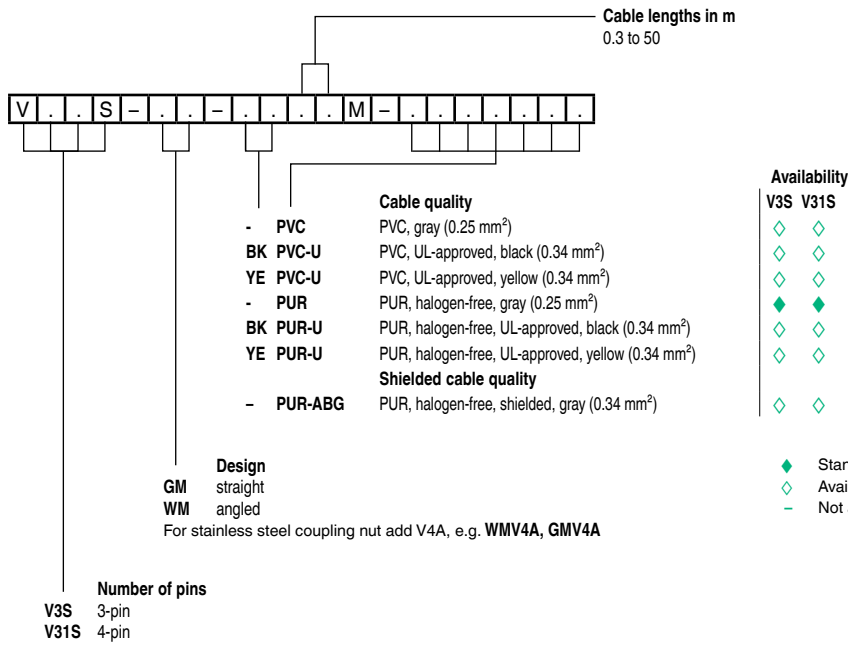 Cable lengths in m
0.3 to 50
V . . S – . . – . . . . M – . . . . . . .
Availability
Cable quality V3S V31S
- PVC PVC, gray (0.25 mm²) ◇ ◇
BK PVC-U PVC, UL-approved, black (0.34 mm²) ◇ ◇
YE PVC-U PVC, UL-approved, yellow (0.34 mm²) ◇ ◇
- PUR PUR, halogen-free, gray (0.25 mm²) ◆ ◆
BK PUR-U PUR, halogen-free, UL-approved, black (0.34 mm²) ◇ ◇
YE PUR-U PUR, halogen-free, UL-approved, yellow (0.34 mm²) ◇ ◇
Shielded cable quality
– PUR-ABG PUR, halogen-free, shielded, gray (0.34 mm²) ◇ ◇
Design
GM straight
WM angled
For stainless steel coupling nut add V4A, e.g. WMV4A, GMV4A
◆ Stan
◇ Avai
– Not
Number of pins
V3S 3-pin
V31S 4-pin